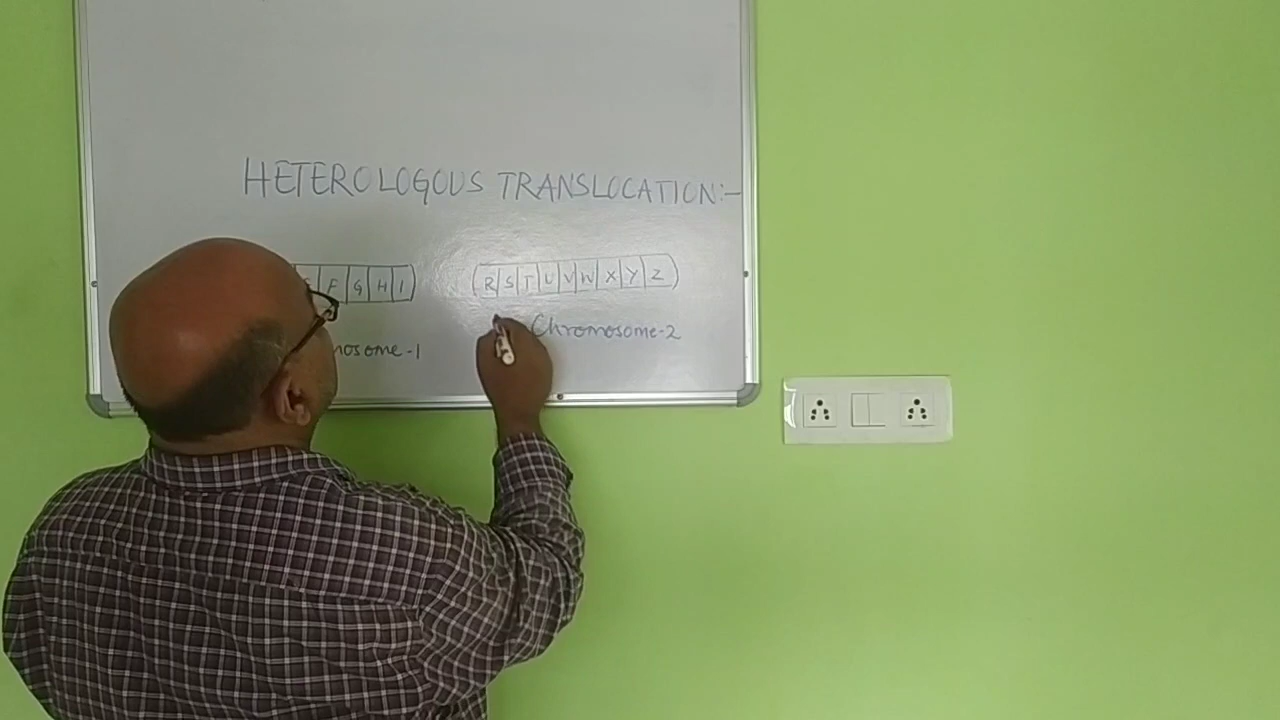 HETEROLOGOUS TRANSLOCATION:-
F G H I
R S T U V W X Y Z
mosome-1
Chromosome-2